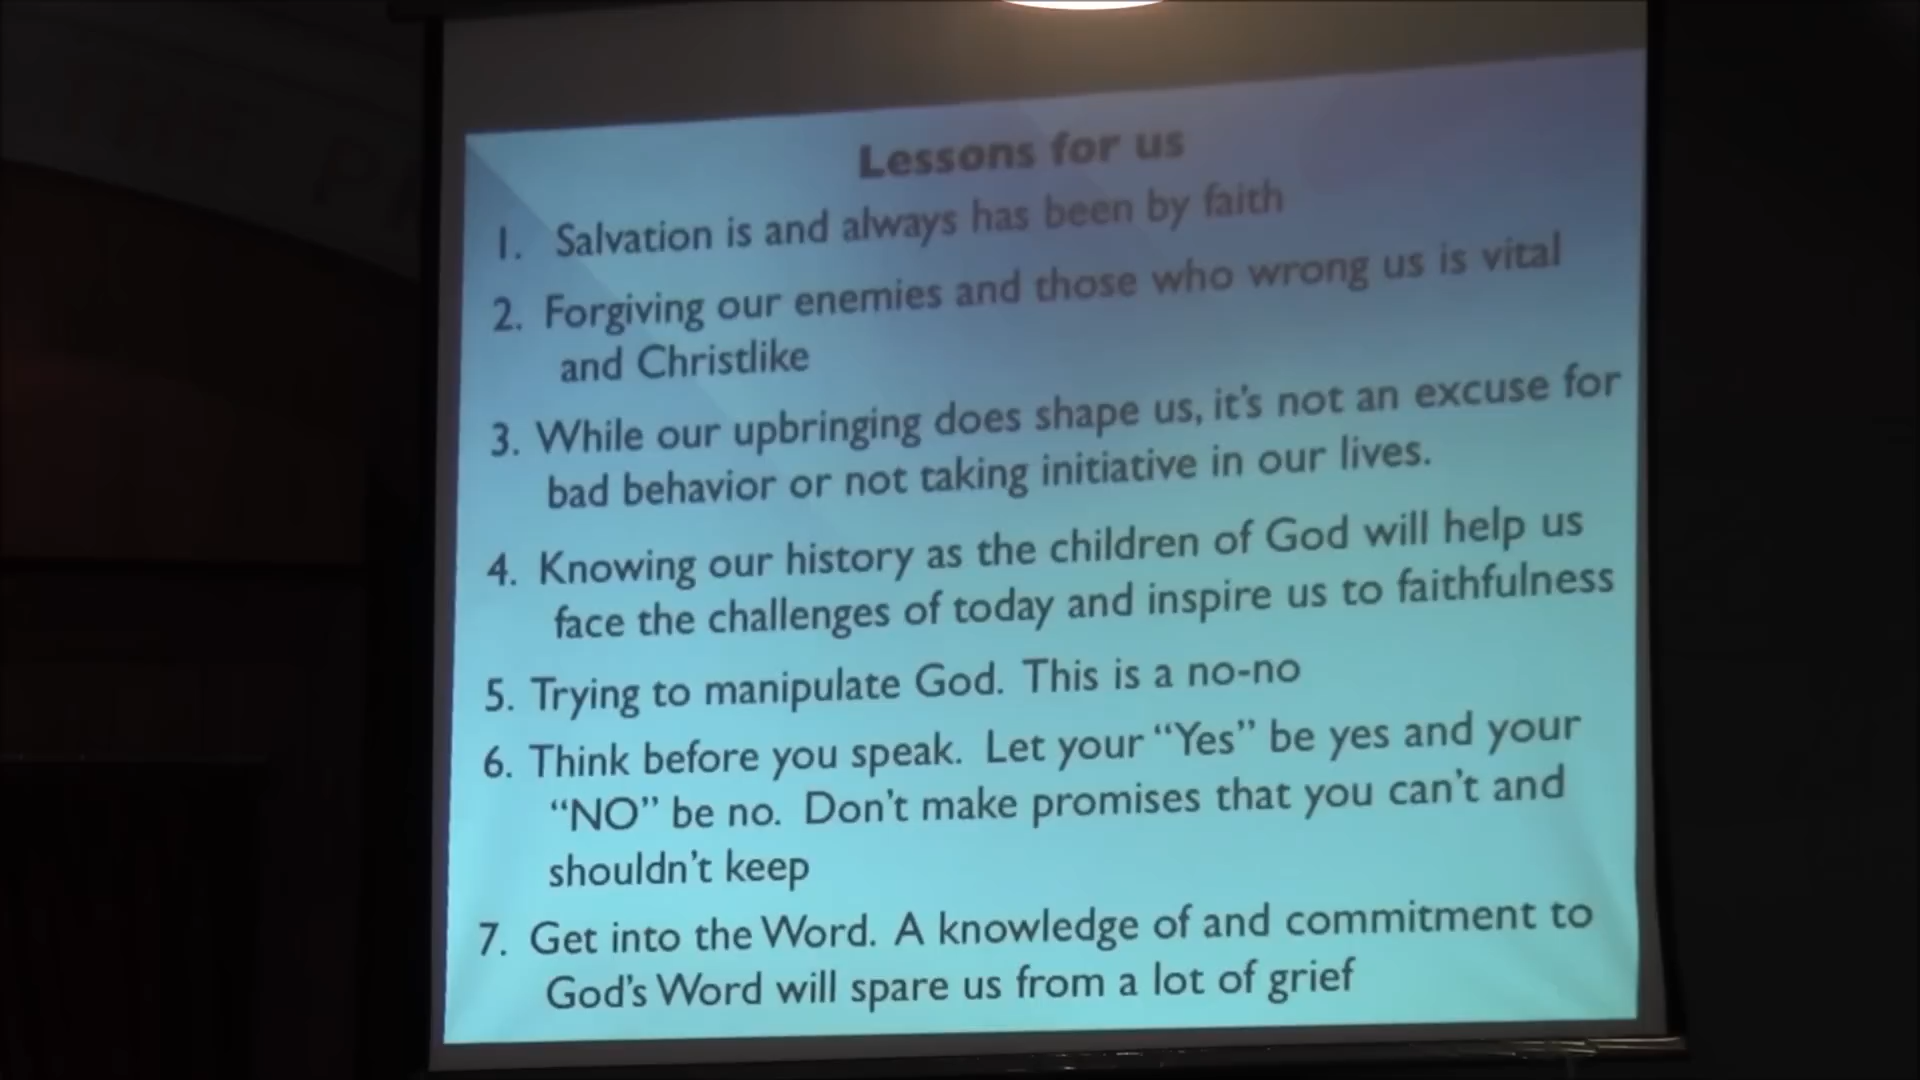 Lessons for us
1. Salvation is and always has been by faith
2. Forgiving our enemies and those who wrong us is vital
and Christlike
3. While our upbringing does shape us, it's not an excuse for
bad behavior or not taking initiative in our lives.
4. Knowing our history as the children of God will help us
face the challenges of today and inspire us to faithfulness
5. Trying to manipulate God. This is a no-no
6. Think before you speak. Let your “Yes” be yes and your
“NO” be no. Don't make promises that you can't and
shouldn't keep
7. Get into the Word. A knowledge of and commitment to
God's Word will spare us from a lot of grief